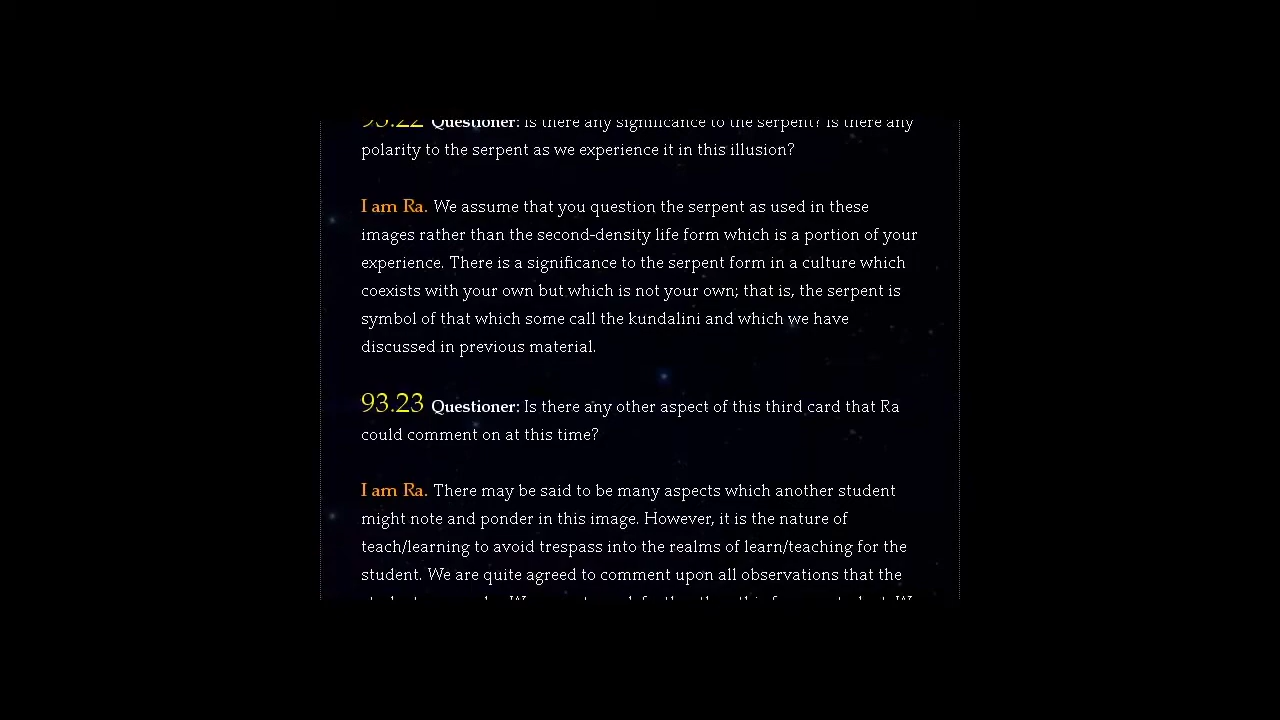 93.22 Questioner: Is there any significance to the serpent? Is there any
polarity to the serpent as we experience it in this illusion?
I am Ra. We assume that you question the serpent as used in these
images rather than the second-density life form which is a portion of your
experience. There is a significance to the serpent form in a culture which
coexists with your own but which is not your own; that is, the serpent is
symbol of that which some call the kundalini and which we have
discussed in previous material.
93.23 Questioner: Is there any other aspect of this third card that Ra
could comment on at this time?
I am Ra. There may be said to be many aspects which another student
might note and ponder in this image. However, it is the nature of
teach/learning to avoid trespass into the realms of learn/teaching for the
student. We are quite agreed to comment upon all observations that the